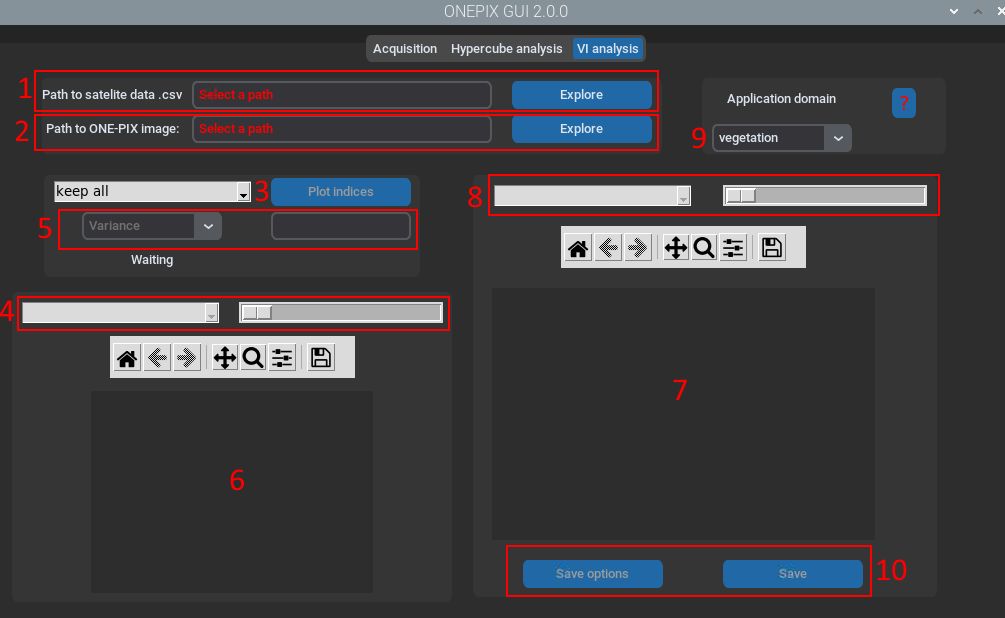 ONEPIX GUI 2.0.0
Acquisition Hypercube analysis VI analysis
1 Path to satelite data .csv Select a path Explore
2 Path to ONE-PIX image: Select a path Explore
Application domain ?
9 vegetation
keep all 3 Plot indices
5 Variance
Waiting
8
4
6
7
Save options Save 10